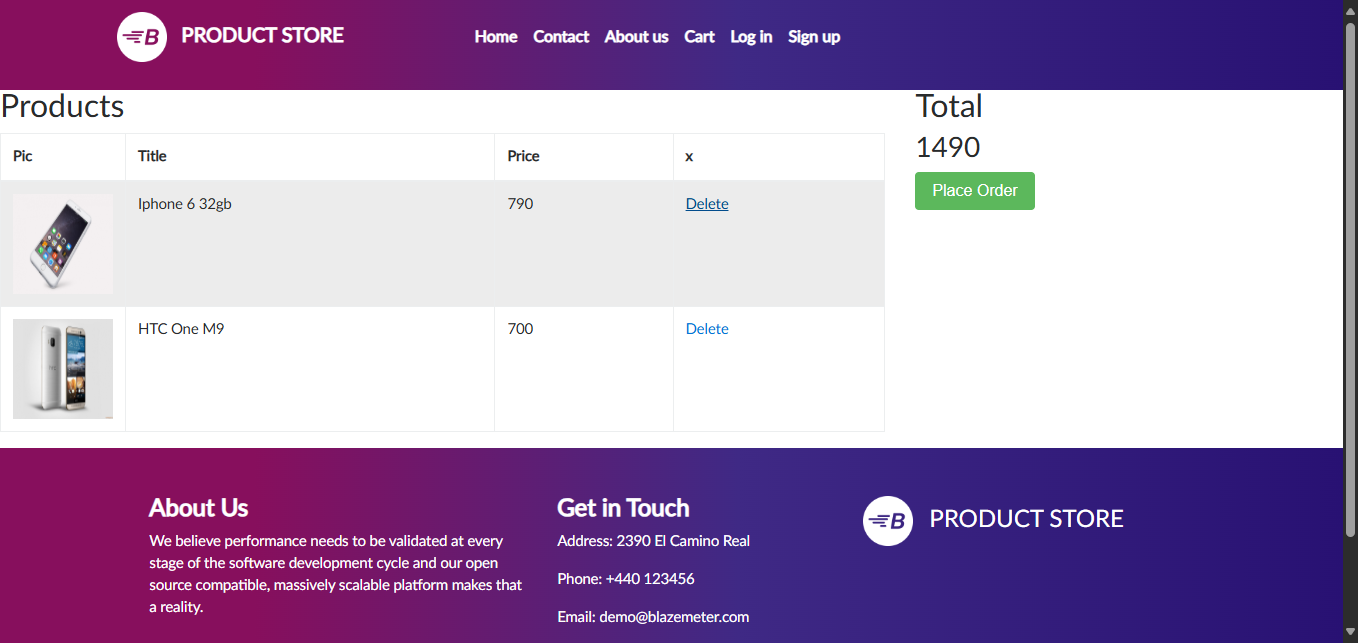 B PRODUCT STORE
Home Contact About us Cart Log in Sign up
Products
Pic Title Price x
Iphone 6 32gb 790 Delete
HTC One M9 700 Delete
Total
1490
Place Order
About Us
We believe performance needs to be validated at every
stage of the software development cycle and our open
source compatible, massively scalable platform makes that
a reality.
Get in Touch
Address: 2390 El Camino Real
Phone: +440 123456
Email: demo@blazemeter.com
B PRODUCT STORE